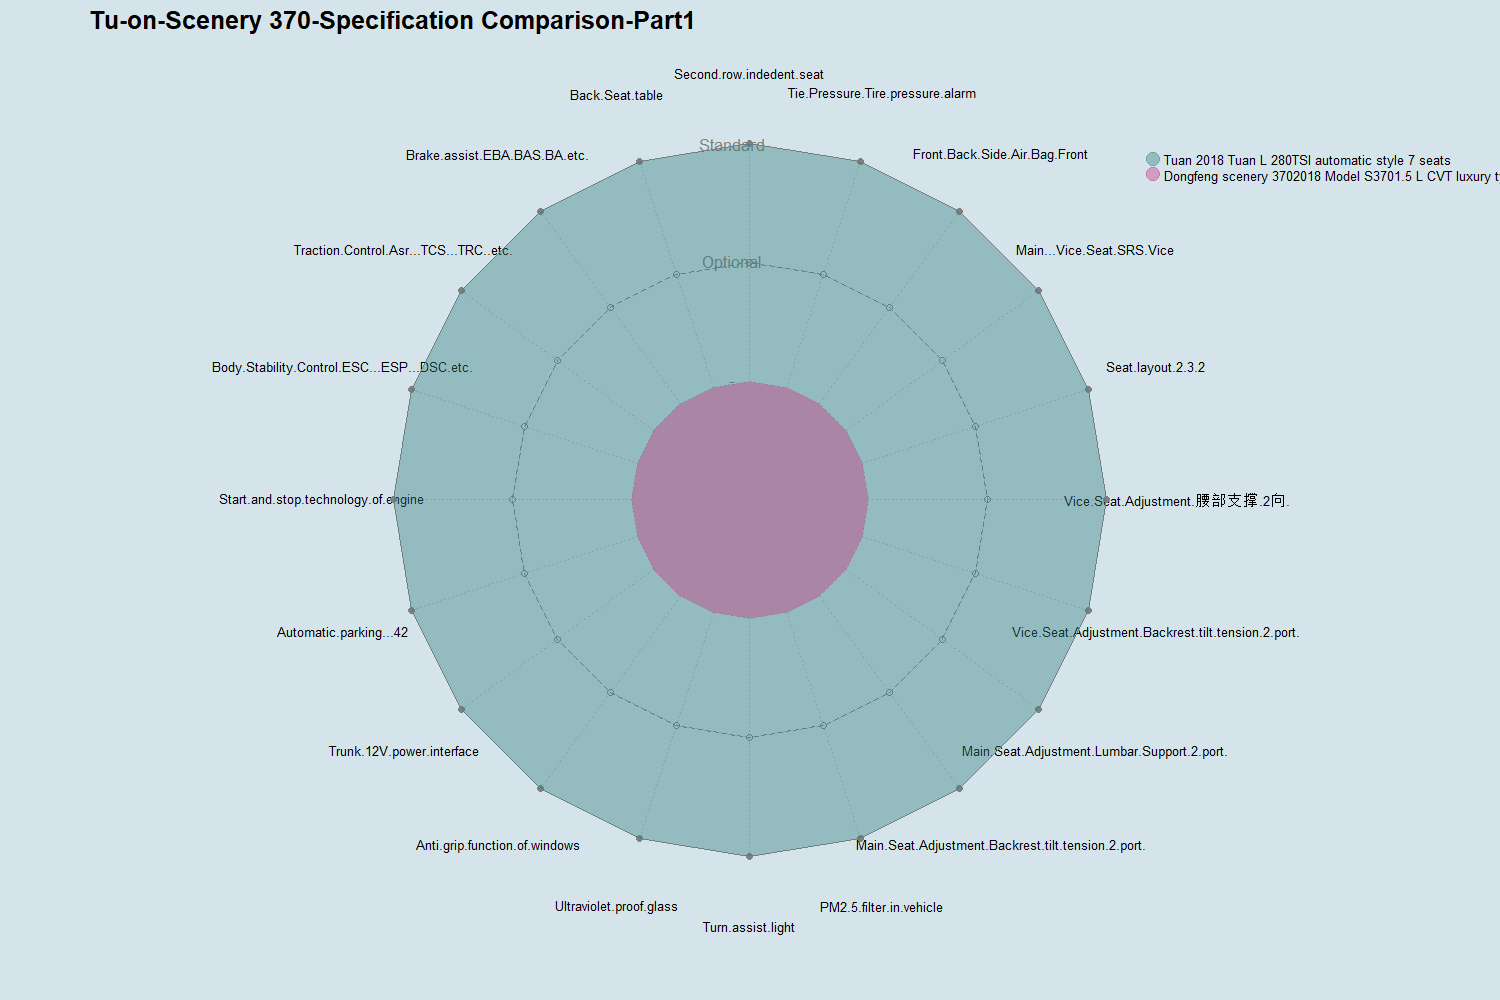 Tu-on-Scenery 370-Specification Comparison-Part1
Second.row.indedent.seat
Back.Seat.table
Tie.Pressure.Tire.pressure.alarm
Standard
Brake.assist.EBA.BAS.BA.etc.
Front.Back.Side.Air.Bag.Front
Tuan 2018 Tuan L 280TSI automatic style 7 seats
Dongfeng scenery 3702018 Model S3701.5 L CVT luxury
Traction.Control.Asr...TCS...TRC..etc.
Main...Vice.Seat.SRS.Vice
Optional
Body.Stability.Control.ESC...ESP...DSC.etc.
Seat.layout.2.3.2
-
Start.and.stop.technology.of.engine
Vice.Seat.Adjustment.腰部支撑.2向.
Automatic.parking...42
Vice.Seat.Adjustment.Backrest.tilt.tension.2.port.
Trunk.12V.power.interface
Main.Seat.Adjustment.Lumbar.Support.2.port.
Anti.grip.function.of.windows
Main.Seat.Adjustment.Backrest.tilt.tension.2.port.
Ultraviolet.proof.glass
PM2.5.filter.in.vehicle
Turn.assist.light